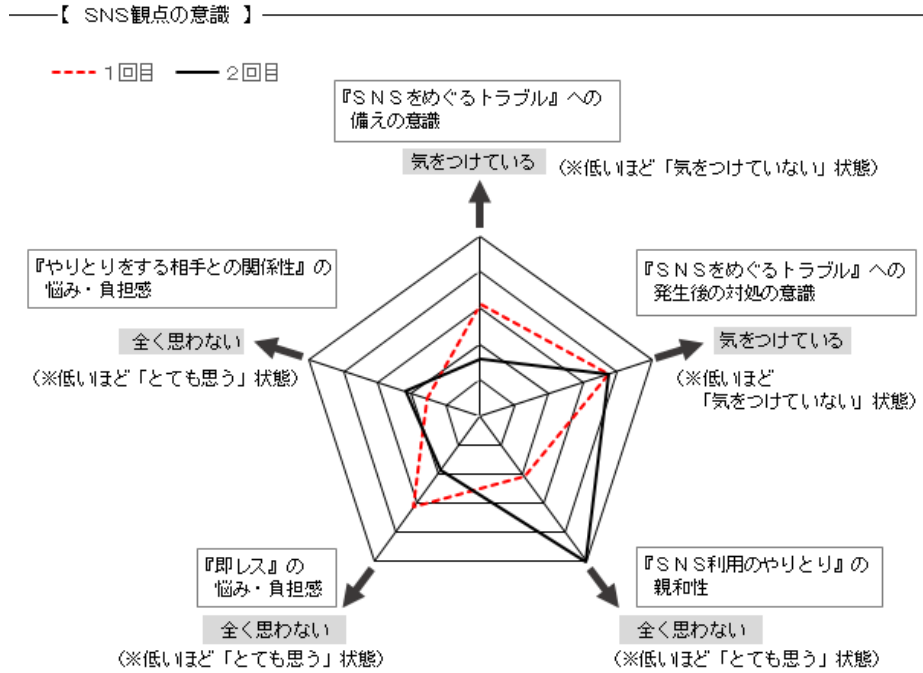 【 SNS観点の意識 】
1回目 2回目
『ＳＮＳをめぐるトラブル』への
備えの意識
気をつけている (※低いほど「気をつけていない」状態)
『やりとりをする相手との関係性』の
悩み・負担感
全く思わない
(※低いほど「とても思う」状態)
『ＳＮＳをめぐるトラブル』への
発生後の対処の意識
気をつけている
(※低いほど
「気をつけていない」状態)
『即レス』の
悩み・負担感
全く思わない
(※低いほど「とても思う」状態)
『ＳＮＳ利用のやりとり』の
親和性
全く思わない
(※低いほど「とても思う」状態)